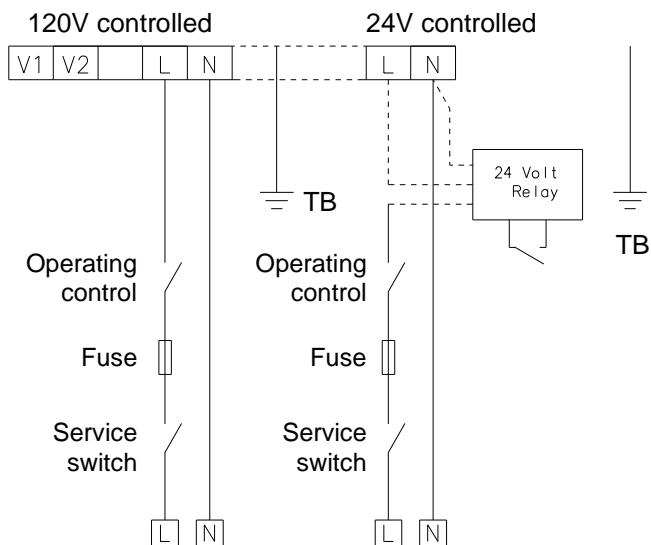 120V controlled
24V controlled
V1 V2 L N
L N
24 Volt
Relay
TB
TB
Operating
control
Operating
control
Fuse
Fuse
Service
switch
Service
switch
L N
L N